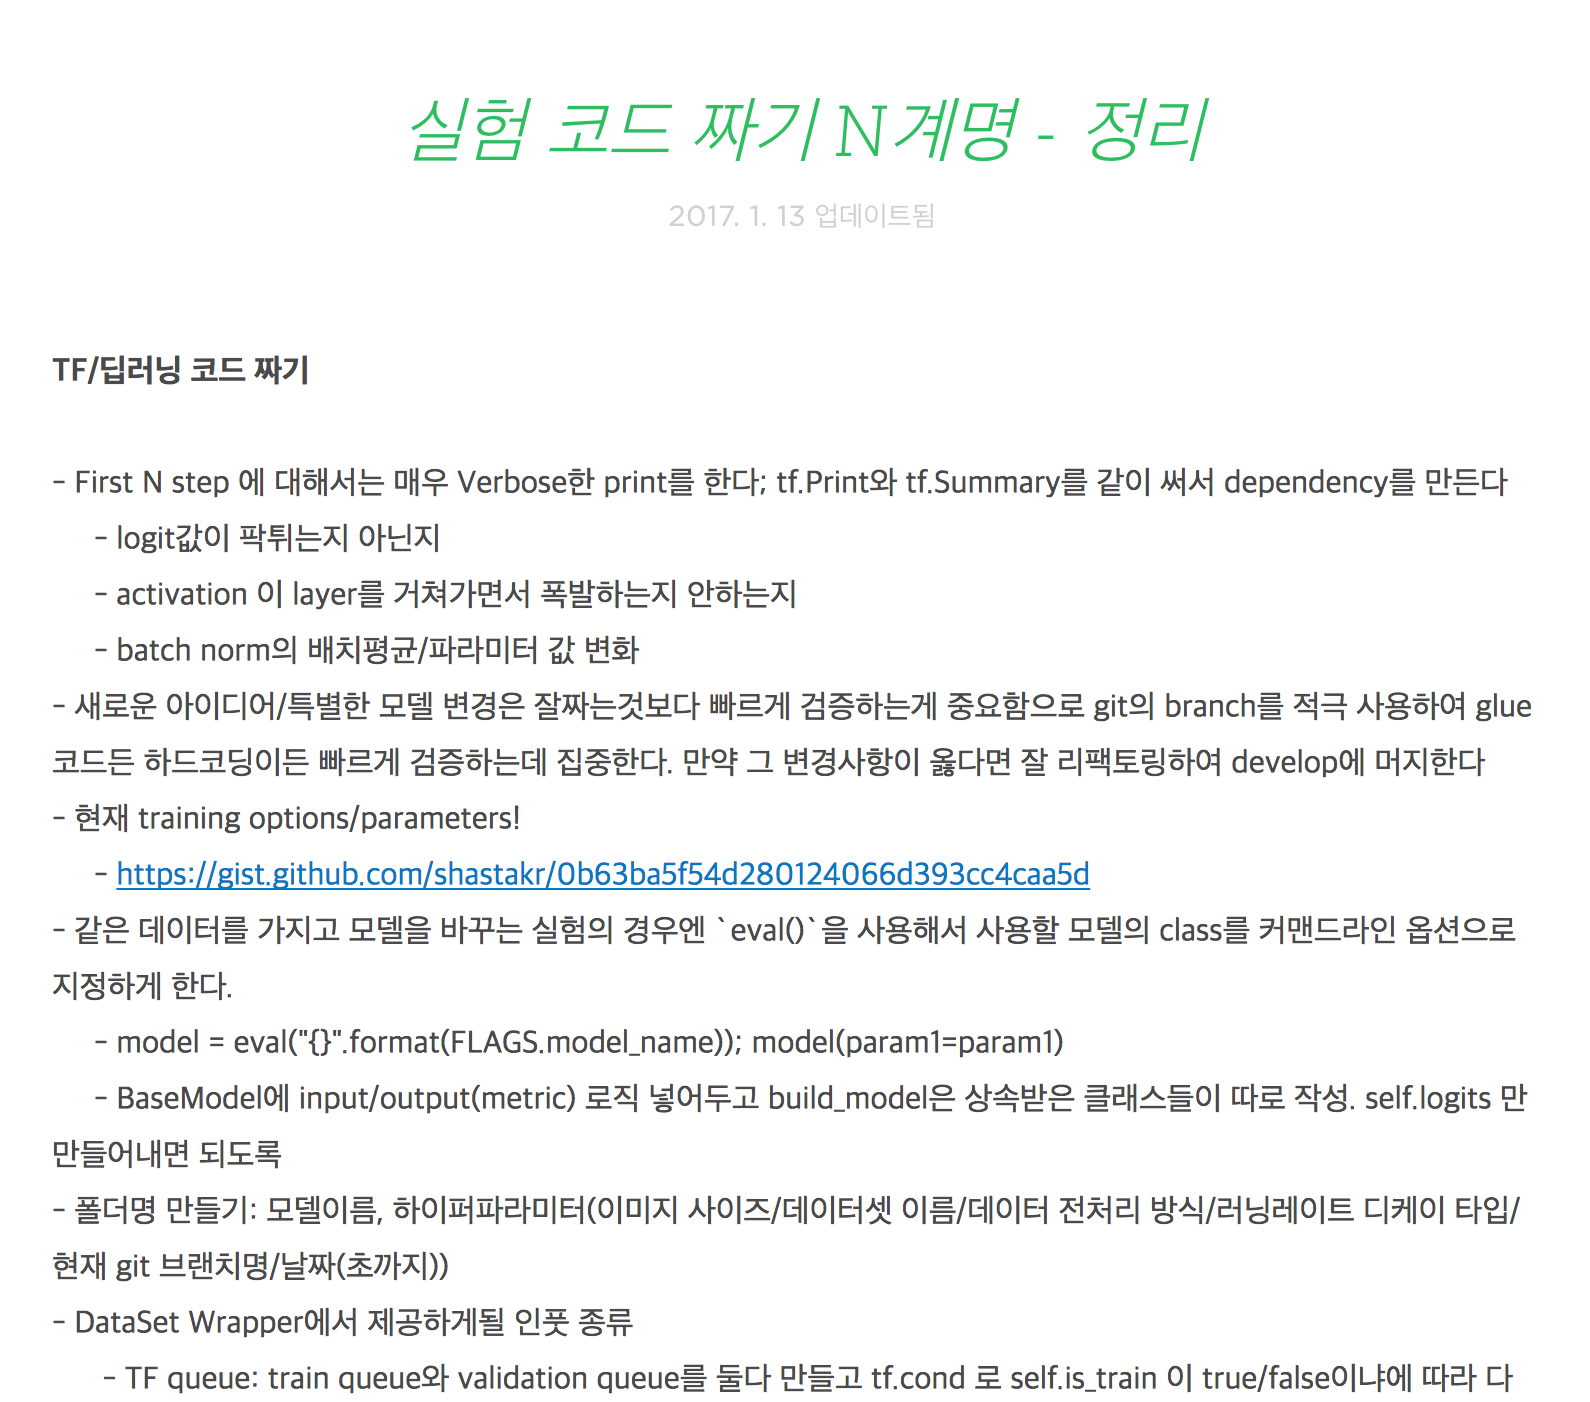 실험 코드 짜기 N계명 - 정리
2017. 1. 13 업데이트됨
TF/딥러닝 코드 짜기
- First N step 에 대해서는 매우 Verbose한 print를 한다; tf.Print와 tf.Summary를 같이 써서 dependency를 만든다
- logit값이 팍튀는지 아닌지
- activation 이 layer를 거쳐가면서 폭발하는지 안하는지
- batch norm의 배치평균/파라미터 값 변화
- 새로운 아이디어/특별한 모델 변경은 잘짜는것보다 빠르게 검증하는게 중요함으로 git의 branch를 적극 사용하여 glue
코드든 하드코딩이든 빠르게 검증하는데 집중한다. 만약 그 변경사항이 옳다면 잘 리팩토링하여 develop에 머지한다
- 현재 training options/parameters!
- https://gist.github.com/shastakr/0b63ba5f54d280124066d393cc4caa5d
- 같은 데이터를 가지고 모델을 바꾸는 실험의 경우엔 `eval()`을 사용해서 사용할 모델의 class를 커맨드라인 옵션으로
지정하게 한다.
- model = eval("{}".format(FLAGS.model_name)); model(param1=param1)
- BaseModel에 input/output(metric) 로직 넣어두고 build_model은 상속받은 클래스들이 따로 작성. self.logits 만
만들어내면 되도록
- 폴더명 만들기: 모델이름, 하이퍼파라미터(이미지 사이즈/데이터셋 이름/데이터 전처리 방식/러닝레이트 디케이 타입/
현재 git 브랜치명/날짜(초까지))
- DataSet Wrapper에서 제공하게될 인풋 종류
- TF queue: train queue와 validation queue를 둘다 만들고 tf.cond 로 self.is_train 이 true/false이냐에 따라 다